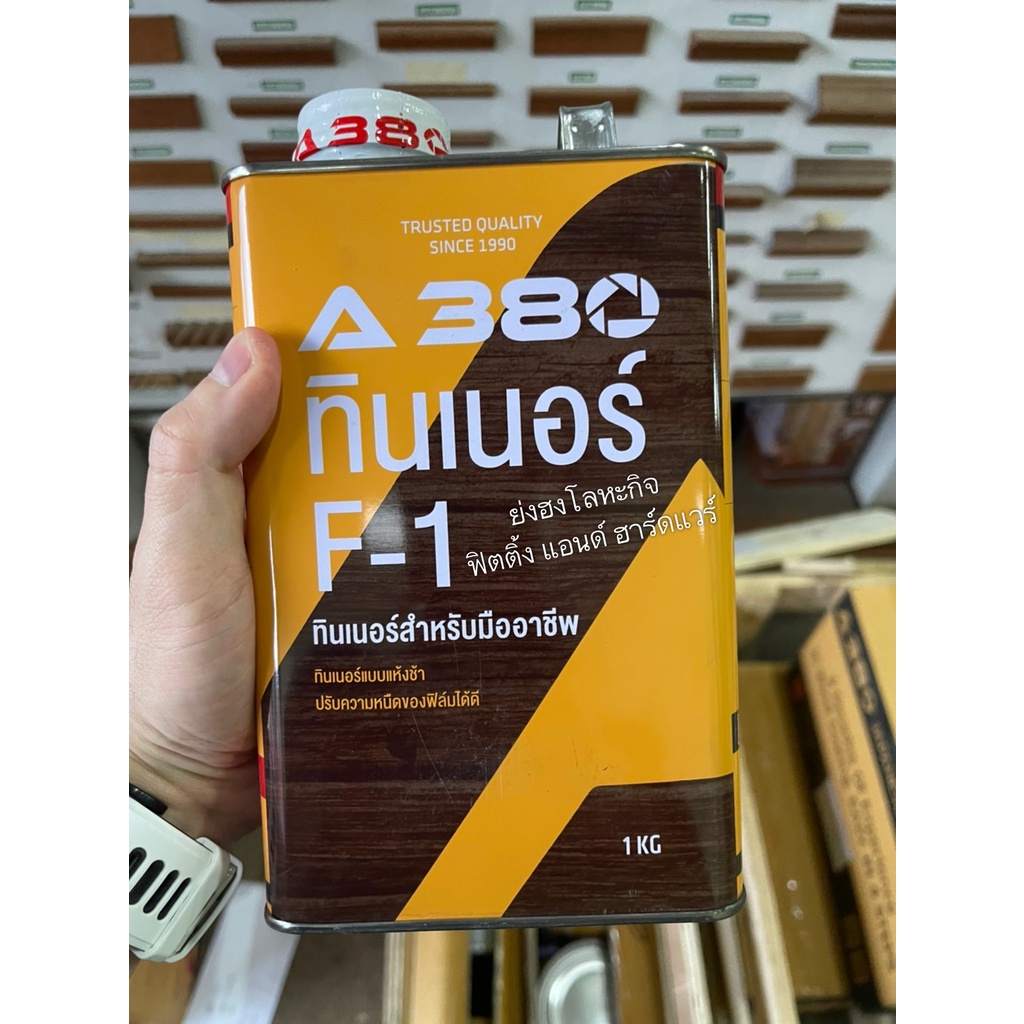 A380
TRUSTED QUALITY
SINCE 1990
A380
ทินเนอร์
F-1
ย่งฮงโลหะกิจ
ฟิตติ้ง แอนด์ ฮาร์ดแวร์
ทินเนอร์สำหรับมืออาชีพ
ทินเนอร์แบบแห้งช้า
ปรับความหนืดของฟิล์มได้ดี
1 KG
A380